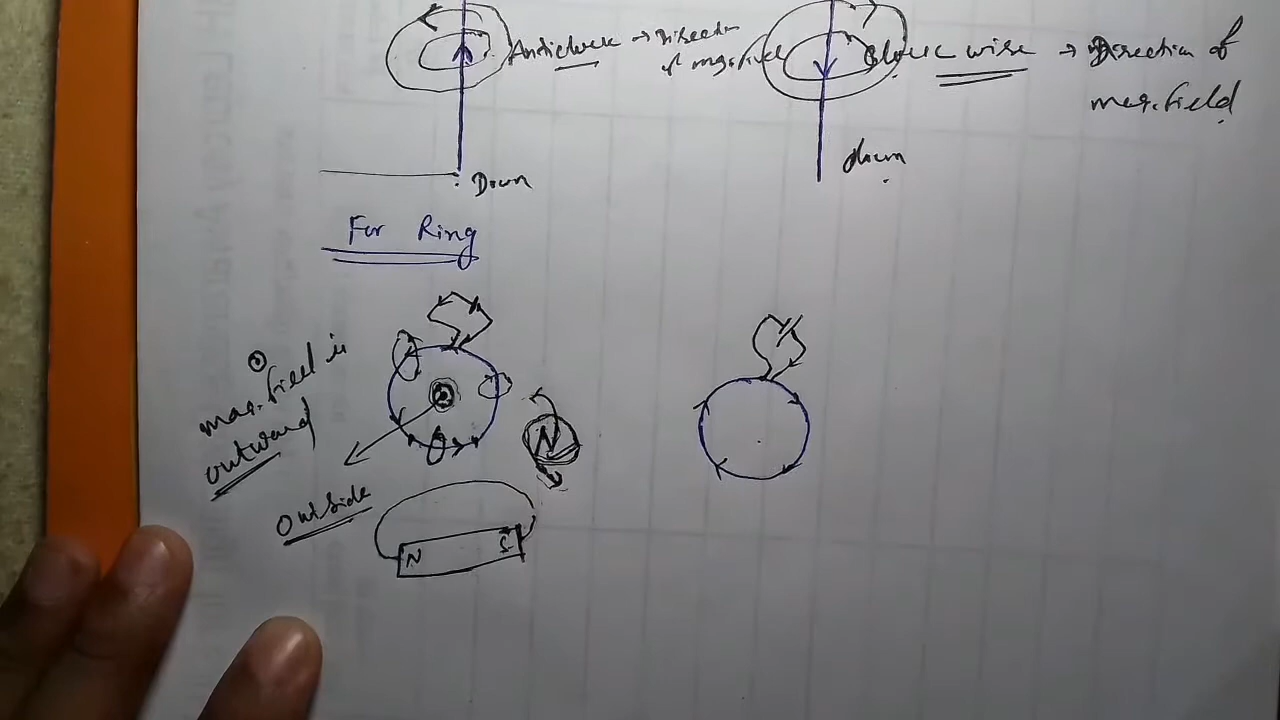 Anticlock → Direction of mag.field
Clock wise → Direction of
mag.field
Down
down
For Ring
mag.field is
outward
N
outside
N S